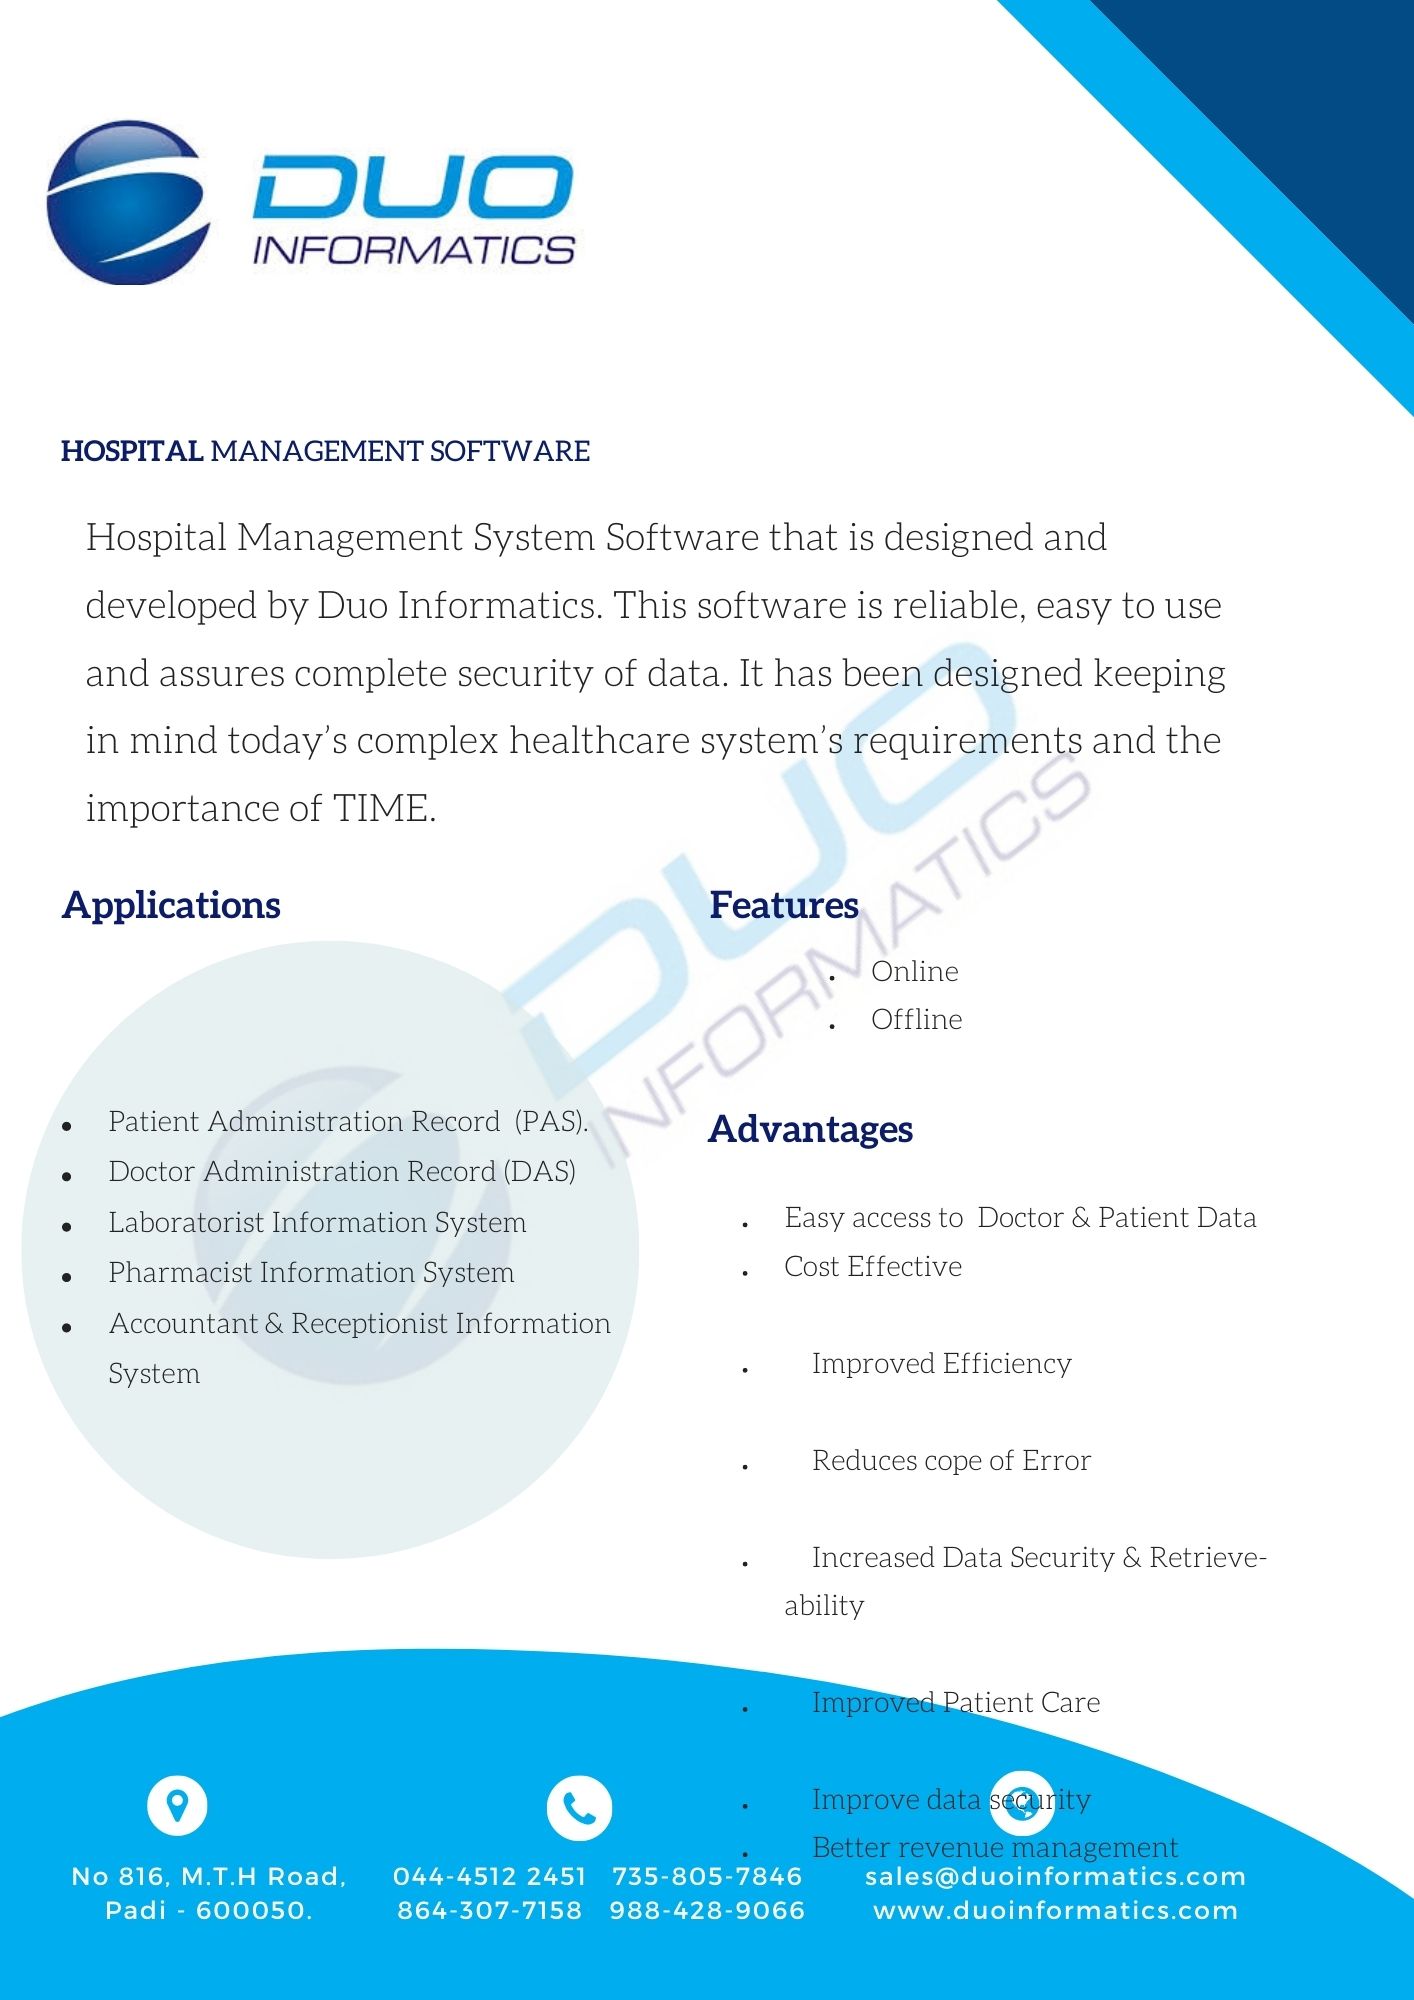 DUO
INFORMATICS
HOSPITAL MANAGEMENT SOFTWARE
Hospital Management System Software that is designed and
developed by Duo Informatics. This software is reliable, easy to use
and assures complete security of data. It has been designed keeping
in mind today’s complex healthcare system’s requirements and the
importance of TIME.
DUO
INFORMATICS
Applications
• Patient Administration Record (PAS).
• Doctor Administration Record (DAS)
• Laboratorist Information System
• Pharmacist Information System
• Accountant & Receptionist Information
System
Features
• Online
• Offline
Advantages
• Easy access to Doctor & Patient Data
• Cost Effective
• Improved Efficiency
• Reduces cope of Error
• Increased Data Security & Retrieve-
ability
• Improved Patient Care
• Improve data security
• Better revenue management
No 816, M.T.H Road,
Padi - 600050.
044-4512 2451 735-805-7846
864-307-7158 988-428-9066
sales@duoinformatics.com
www.duoinformatics.com